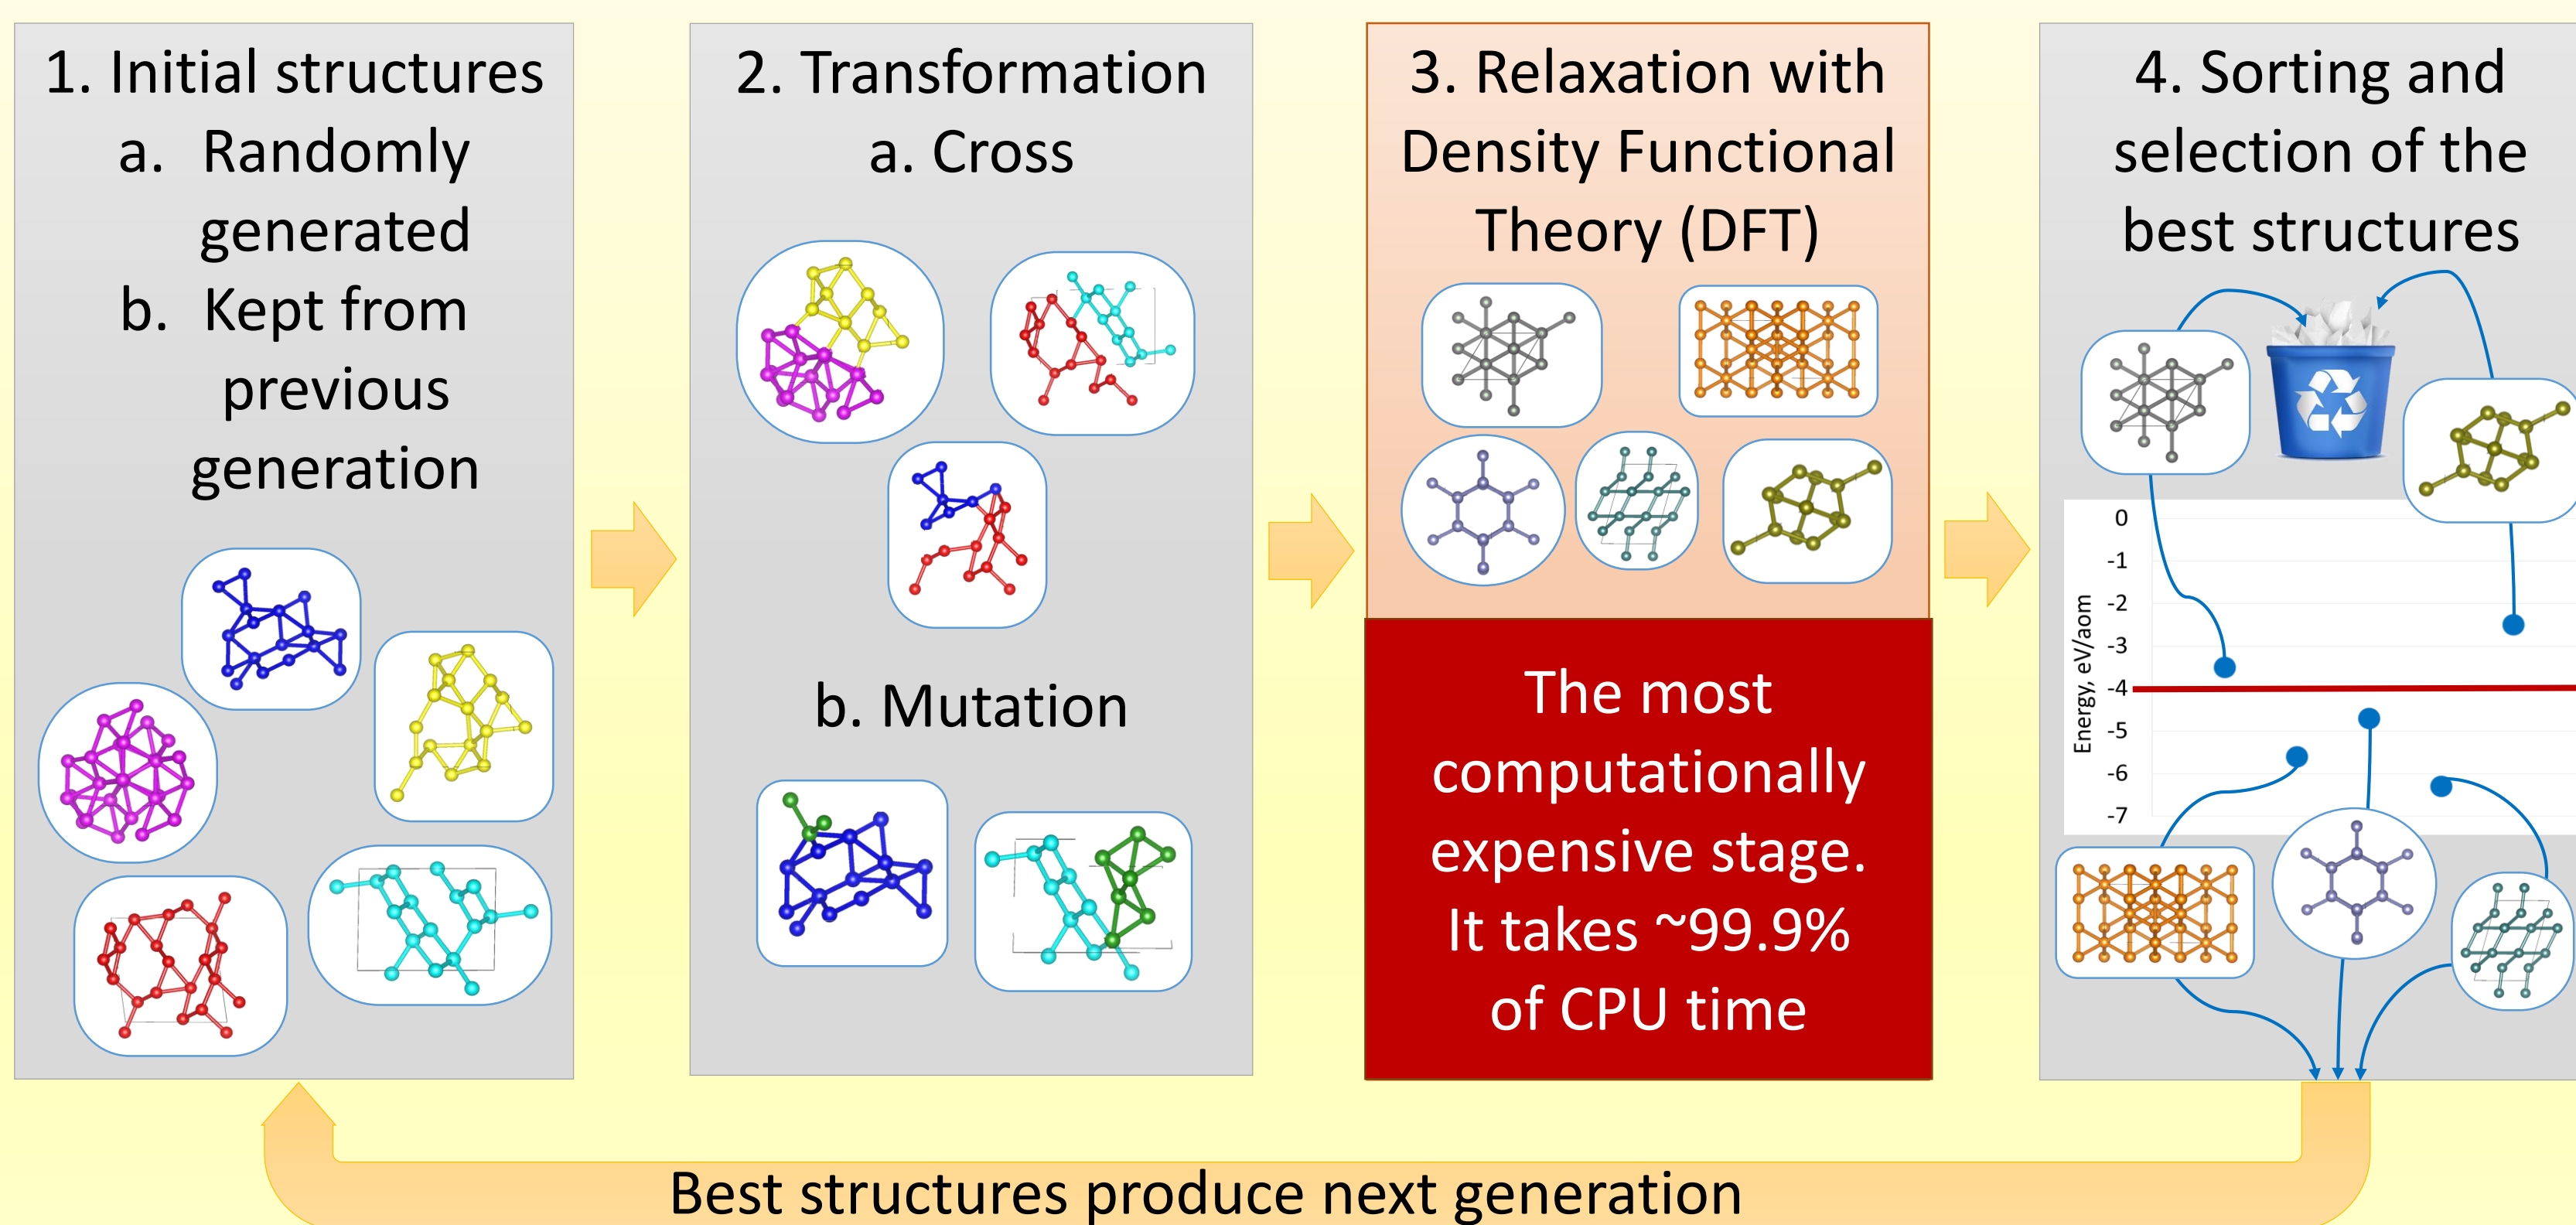 1. Initial structures
a. Randomly
generated
b. Kept from
previous
generation
2. Transformation
a. Cross
b. Mutation
3. Relaxation with
Density Functional
Theory (DFT)
The most
computationally
expensive stage.
It takes ~99.9%
of CPU time
4. Sorting and
selection of the
best structures
Energy, eV/aom
0
-1
-2
-3
-4
-5
-6
-7
Best structures produce next generation